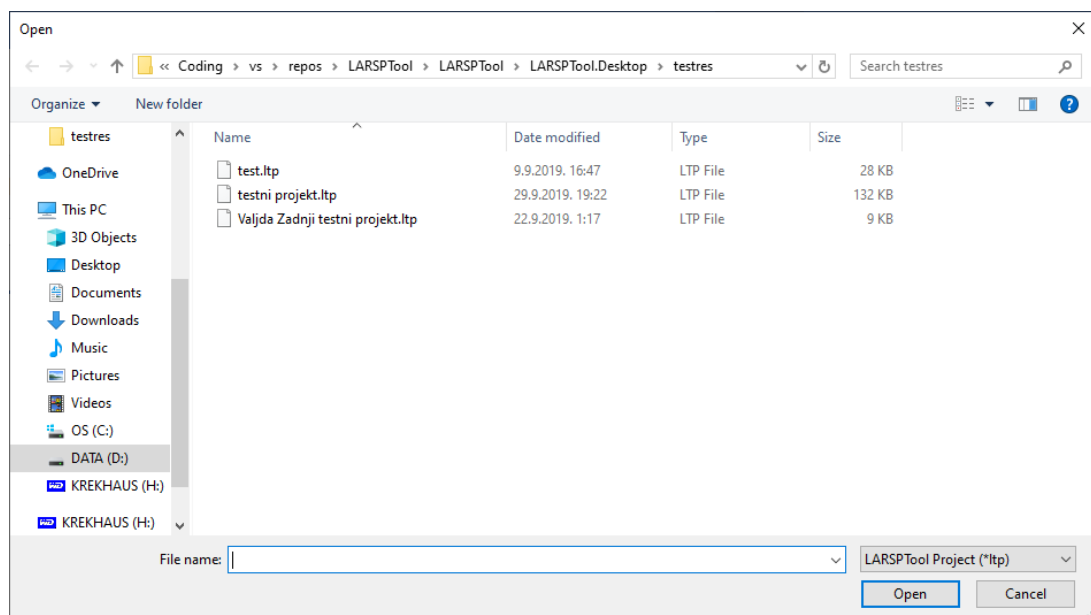 Open
« Coding > vs > repos > LARSPTool > LARSPTool > LARSPTool.Desktop > testres
Search testres
Organize New folder
Name Date modified Type Size
testres
OneDrive
This PC
3D Objects
Desktop
Documents
Downloads
Music
Pictures
Videos
OS (C:)
DATA (D:)
KREKHAUS (H:)
KREKHAUS (H:)
test.ltp 9.9.2019. 16:47 LTP File 28 KB
testni projekt.ltp 29.9.2019. 19:22 LTP File 132 KB
Valjda Zadnji testni projekt.ltp 22.9.2019. 1:17 LTP File 9 KB
File name: LARSPTool Project (*ltp)
Open Cancel